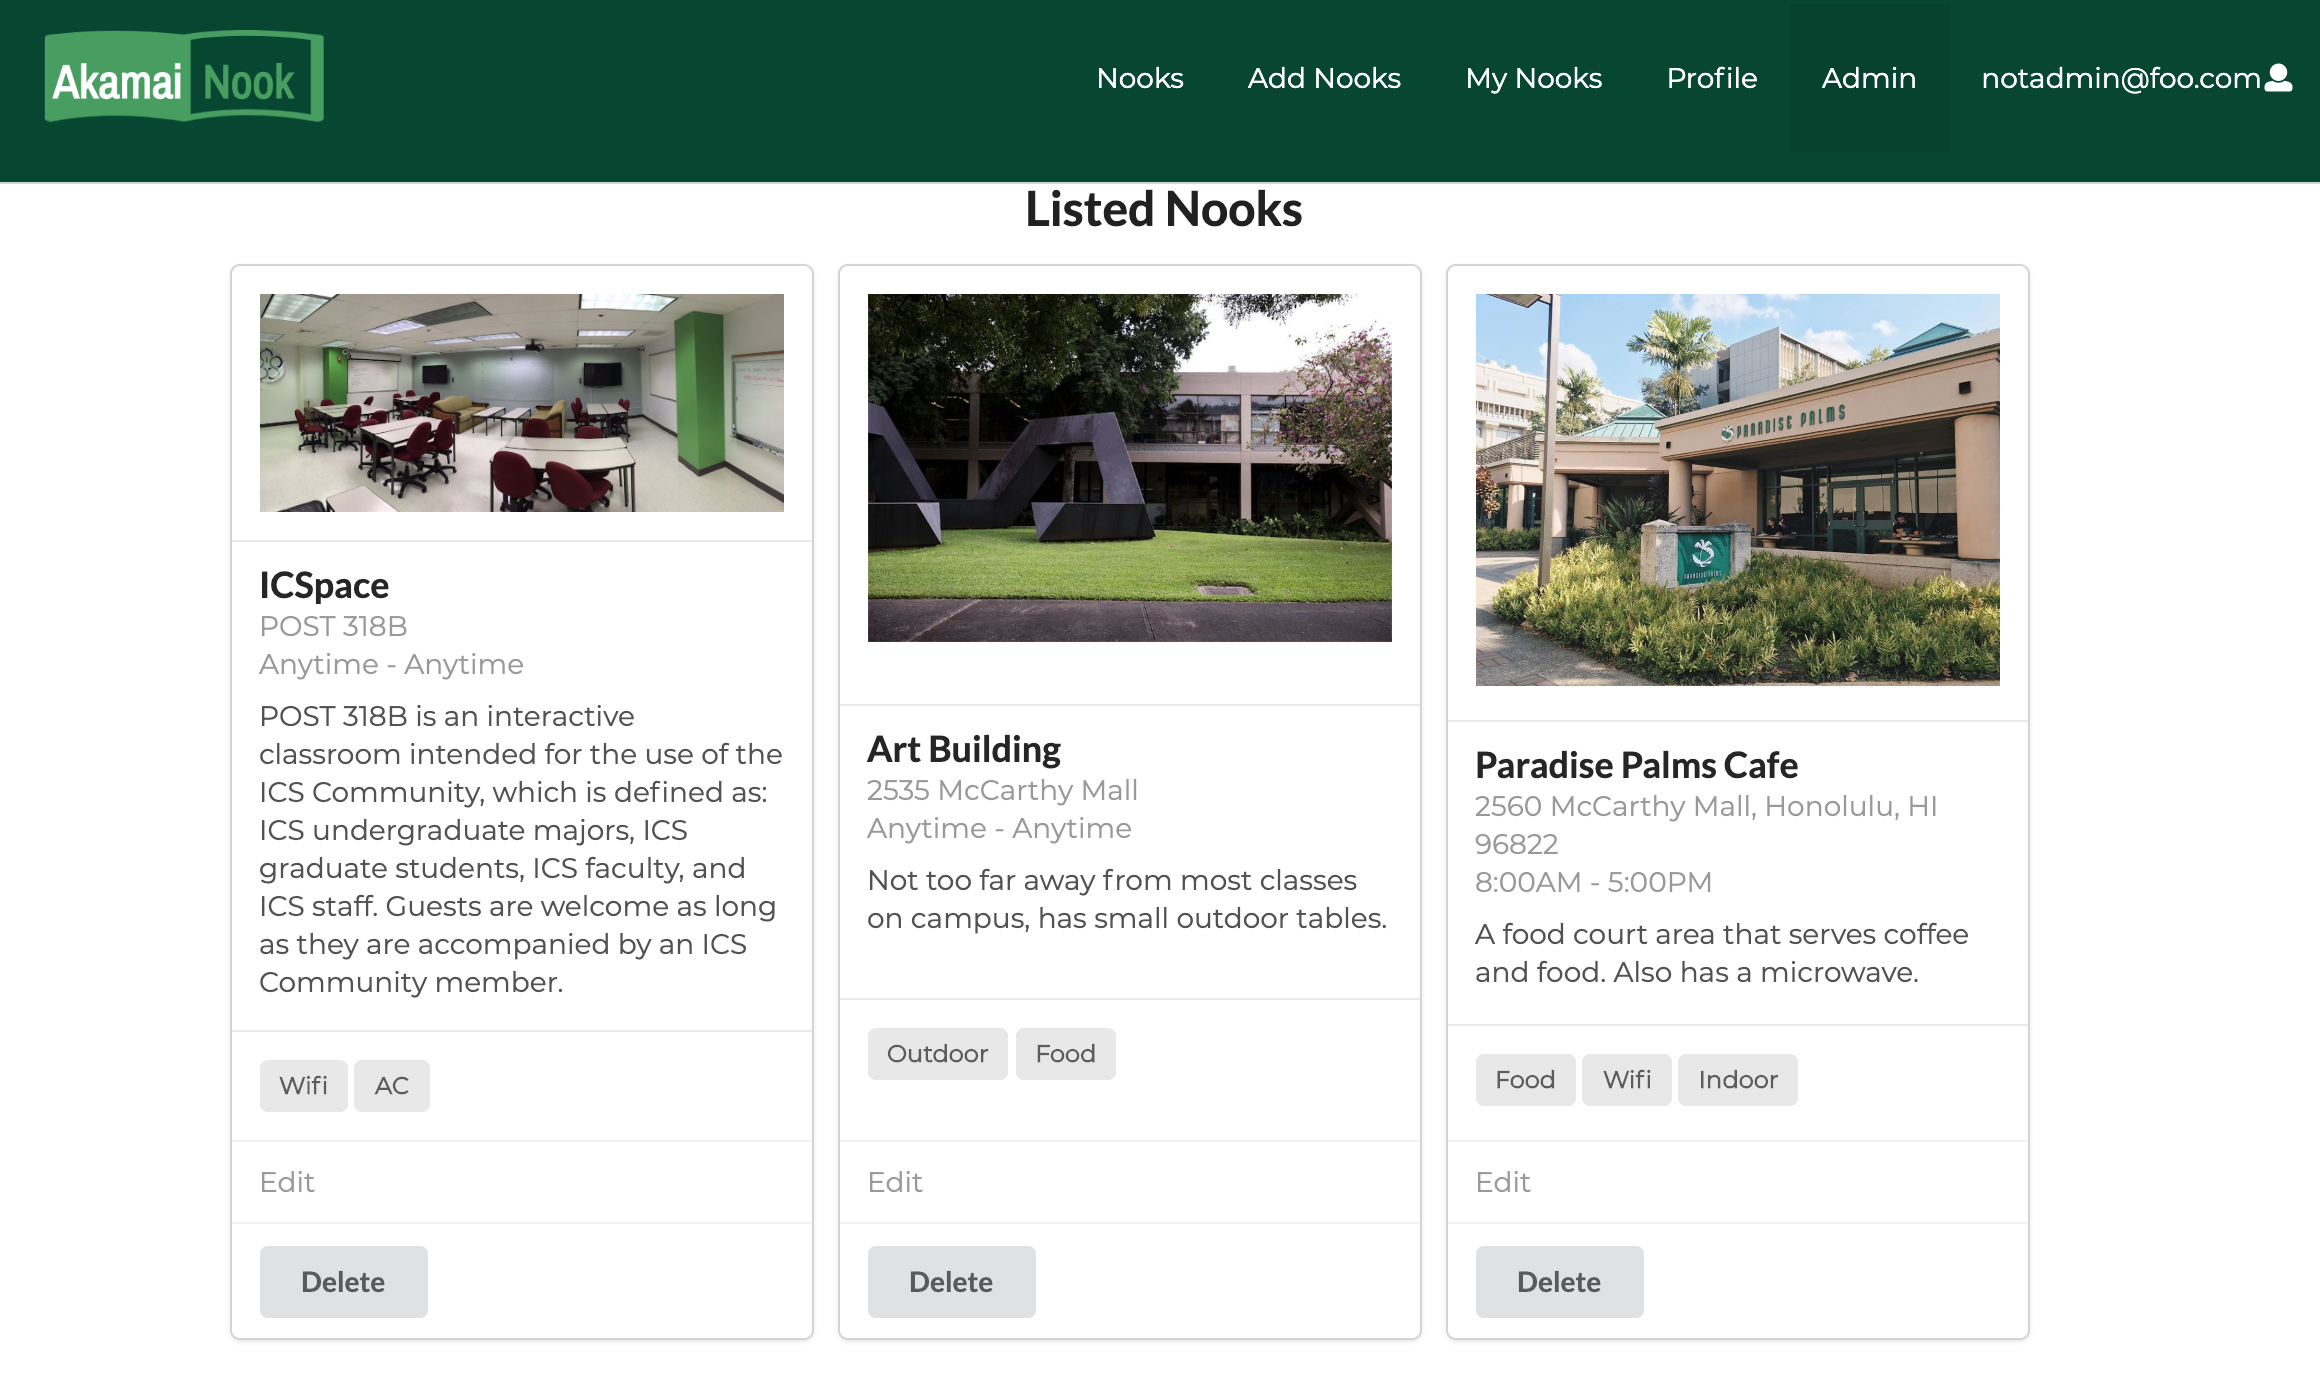 Akamai Nook
Nooks Add Nooks My Nooks Profile Admin notadmin@foo.com
Listed Nooks
ICSpace
POST 318B
Anytime - Anytime
POST 318B is an interactive
classroom intended for the use of the
ICS Community, which is defined as:
ICS undergraduate majors, ICS
graduate students, ICS faculty, and
ICS staff. Guests are welcome as long
as they are accompanied by an ICS
Community member.
Wifi AC
Edit
Delete
Art Building
2535 McCarthy Mall
Anytime - Anytime
Not too far away from most classes
on campus, has small outdoor tables.
Outdoor Food
Edit
Delete
PARADISE PALMS
PARADISE PALMS
Paradise Palms Cafe
2560 McCarthy Mall, Honolulu, HI
96822
8:00AM - 5:00PM
A food court area that serves coffee
and food. Also has a microwave.
Food Wifi Indoor
Edit
Delete